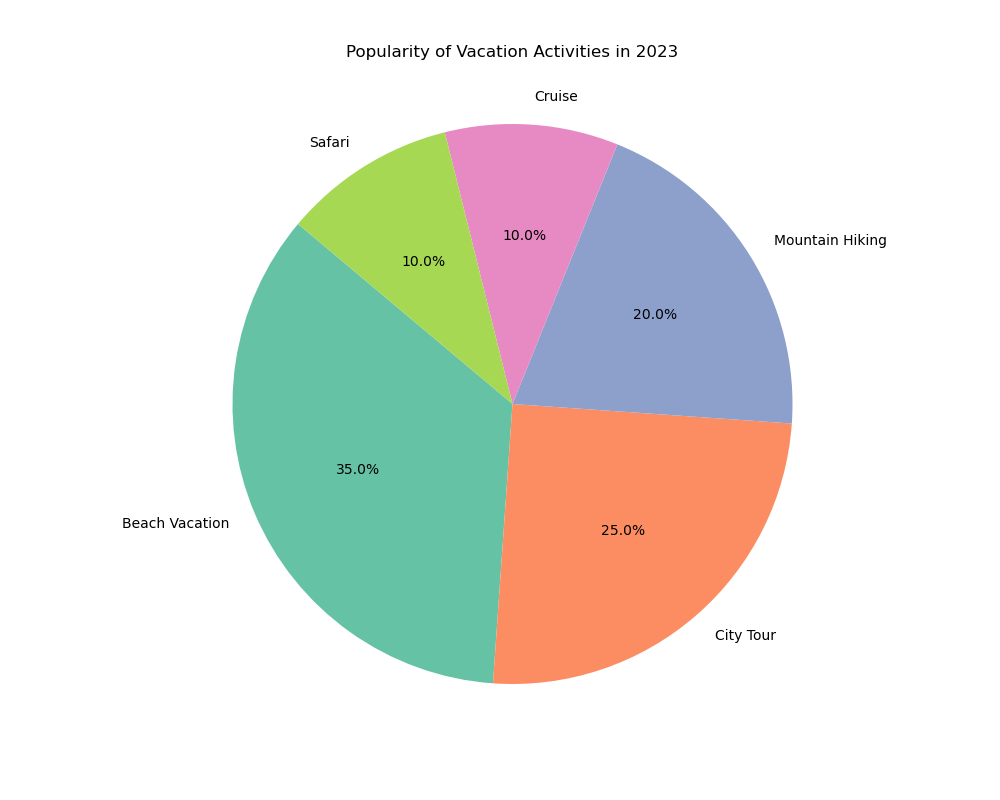 Popularity of Vacation Activities in 2023
Cruise
Safari
Mountain Hiking
10.0%
10.0%
20.0%
35.0%
Beach Vacation
25.0%
City Tour